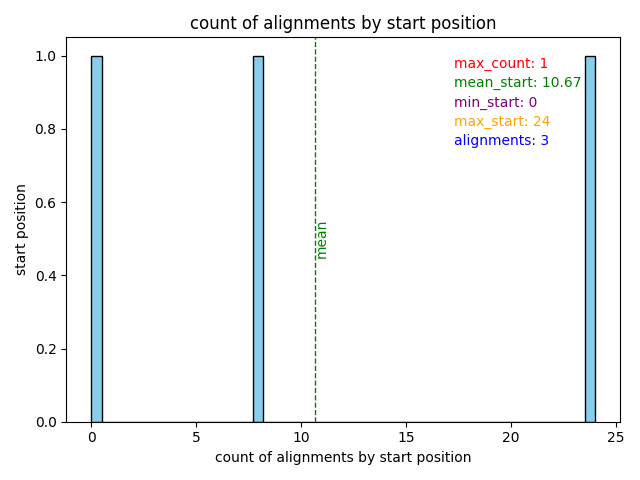 count of alignments by start position
1.0
0.8
0.6
0.4
0.2
0.0
start position
max_count: 1
mean_start: 10.67
min_start: 0
max_start: 24
alignments: 3
mean
0 5 10 15 20 25
count of alignments by start position